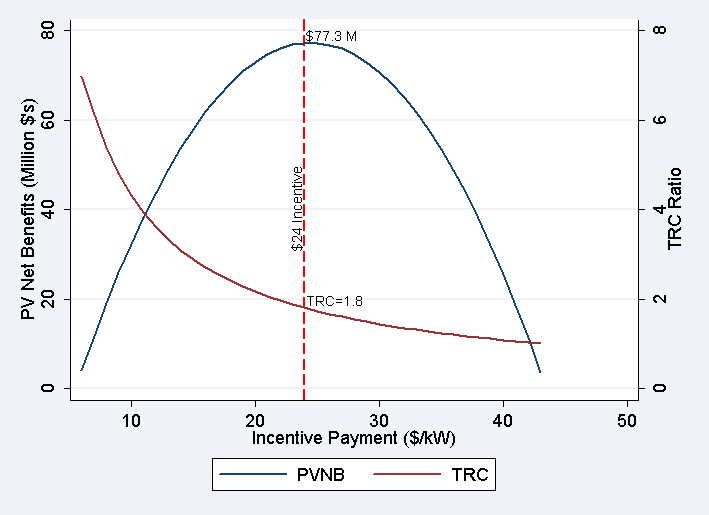 $77.3 M
80
60
40
20
0
PV Net Benefits (Million $'s)
$24 Incentive
TRC=1.8
8
6
4
2
0
TRC Ratio
10 20 30 40 50
Incentive Payment ($/kW)
PVNB TRC